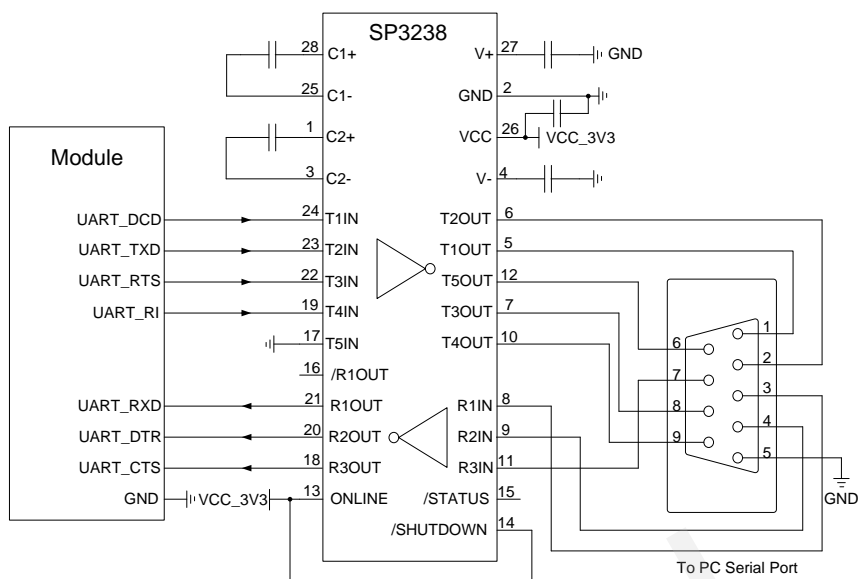 SP3238
28 C1+ V+ 27 GND
25 C1- GND 2
1 C2+ VCC 26 VCC_3V3
3 C2- V- 4
Module
UART_DCD 24 T1IN T2OUT 6
UART_TXD 23 T2IN T1OUT 5
UART_RTS 22 T3IN T5OUT 12
UART_RI 19 T4IN T3OUT 7
17 T5IN T4OUT 10
16 /R1OUT
UART_RXD 21 R1OUT R1IN 8
UART_DTR 20 R2OUT R2IN 9
UART_CTS 18 R3OUT R3IN 11
GND VCC_3V3 13 ONLINE /STATUS 15
/SHUTDOWN 14
1
6
2
7
3
8
4
9
5
GND
To PC Serial Port